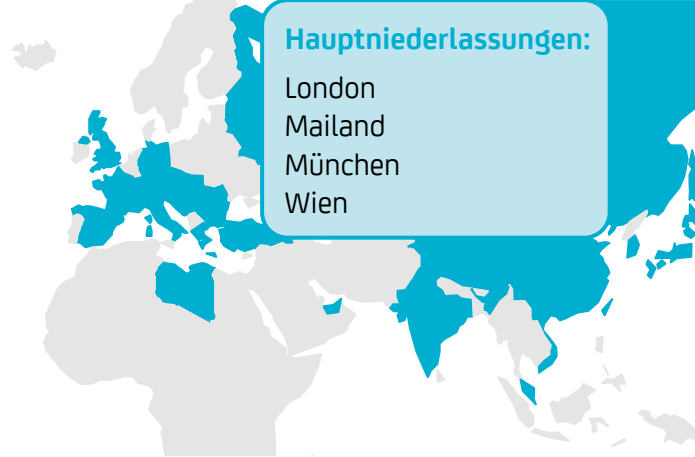 Hauptniederlassungen:
London
Mailand
München
Wien